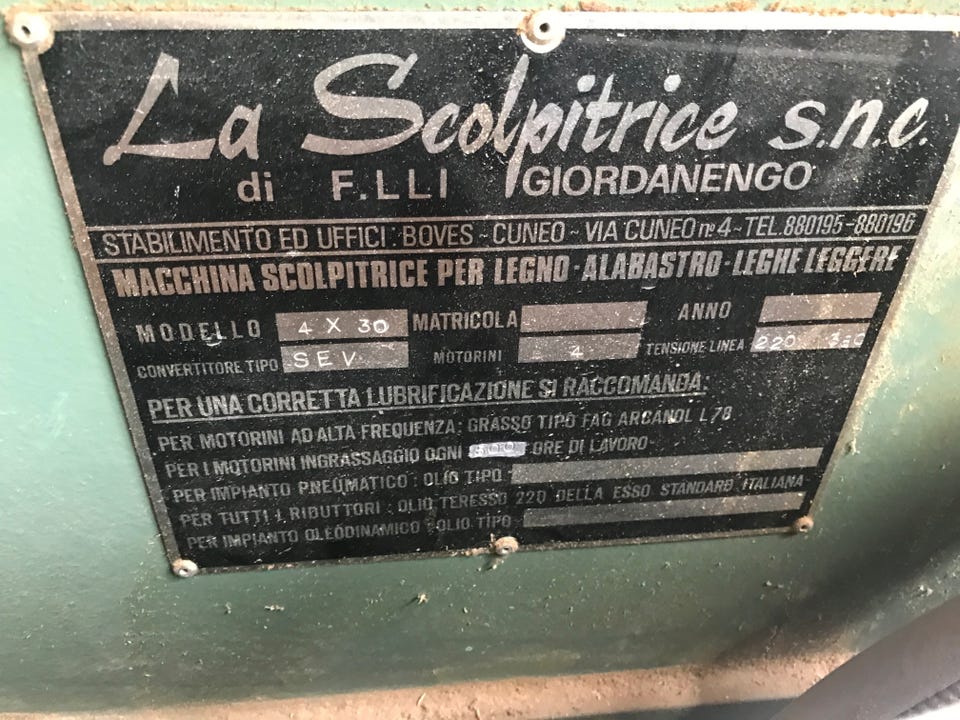 La Scolpitrice s.n.c.
di F.LLI GIORDANENGO
STABILIMENTO ED UFFICI: BOVES - CUNEO - VIA CUNEO nº 4 - TEL. 880195-880196
MACCHINA SCOLPITRICE PER LEGNO - ALABASTRO - LEGHE LEGGERE
MODELLO 4 X 30 MATRICOLA ANNO
CONVERTITORE TIPO SEV MOTORINI 4 TENSIONE LINEA 220
PER UNA CORRETTA LUBRIFICAZIONE SI RACCOMANDA:
PER MOTORINI AD ALTA FREQUENZA: GRASSO TIPO FAG ARCANOL L78
PER I MOTORINI INGRASSAGGIO OGNI ORE DI LAVORO-
PER IMPIANTO PNEUMATICO: OLIO TIPO
PER TUTTI I RIBUTTORI: OLIO TERESSO 220 DELLA ESSO STANDARD ITALIANA-
PER IMPIANTO OLEODINAMICO: OLIO TIPO